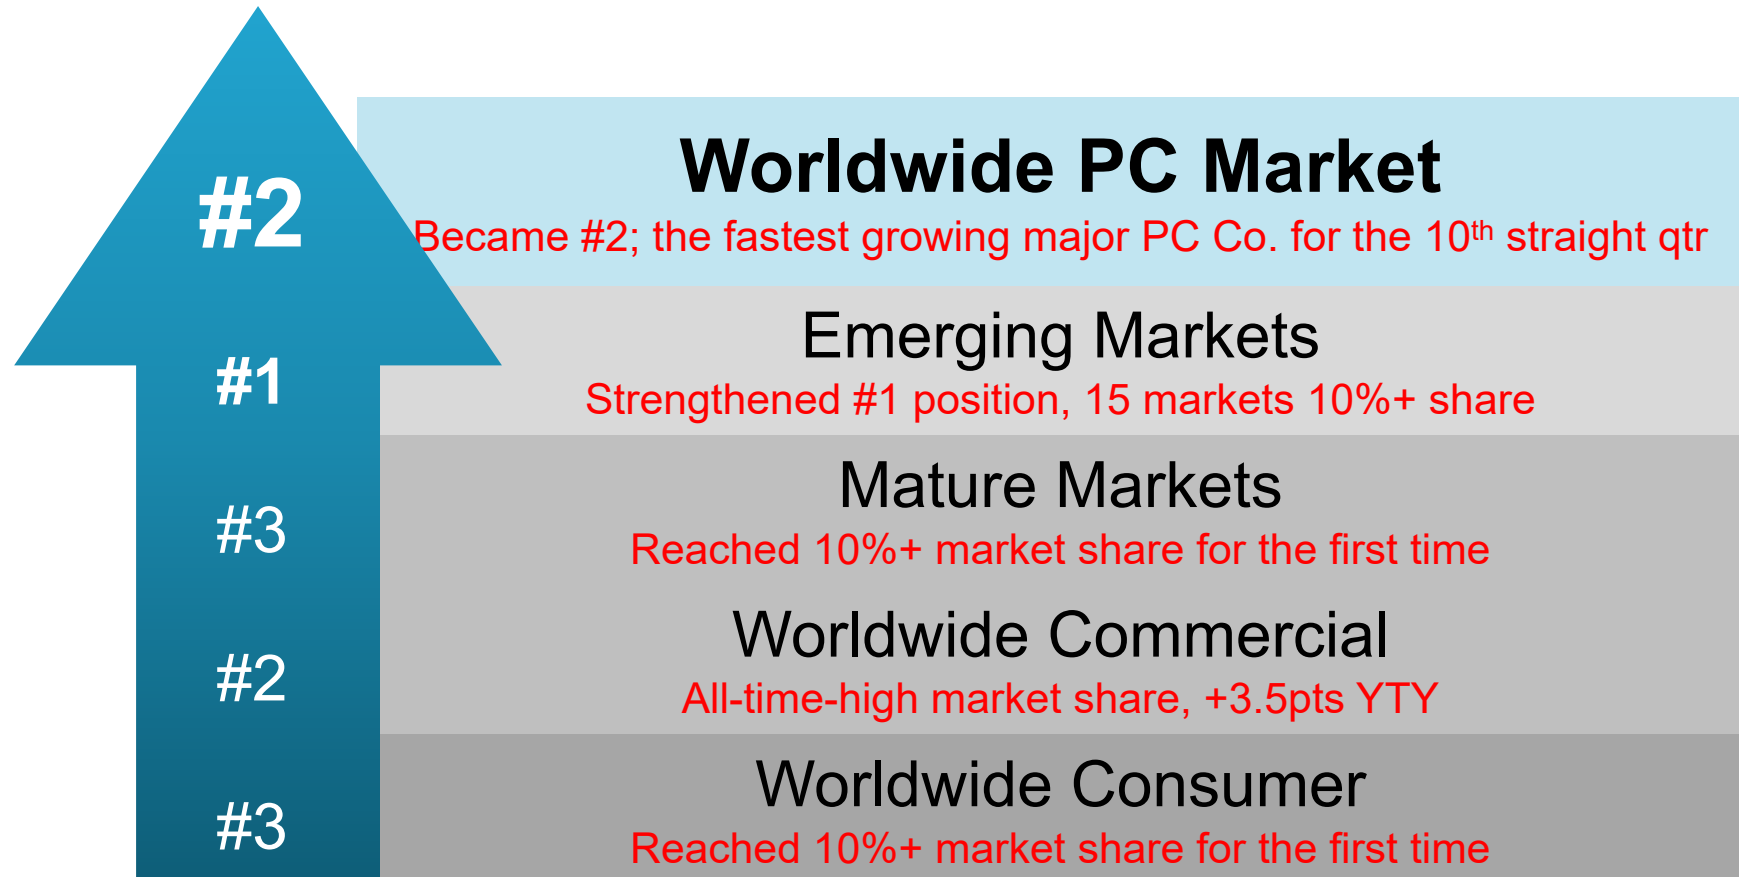 #2
Worldwide PC Market
Became #2; the fastest growing major PC Co. for the 10th straight qtr
#1
Emerging Markets
Strengthened #1 position, 15 markets 10%+ share
#3
Mature Markets
Reached 10%+ market share for the first time
#2
Worldwide Commercial
All-time-high market share, +3.5pts YTY
#3
Worldwide Consumer
Reached 10%+ market share for the first time